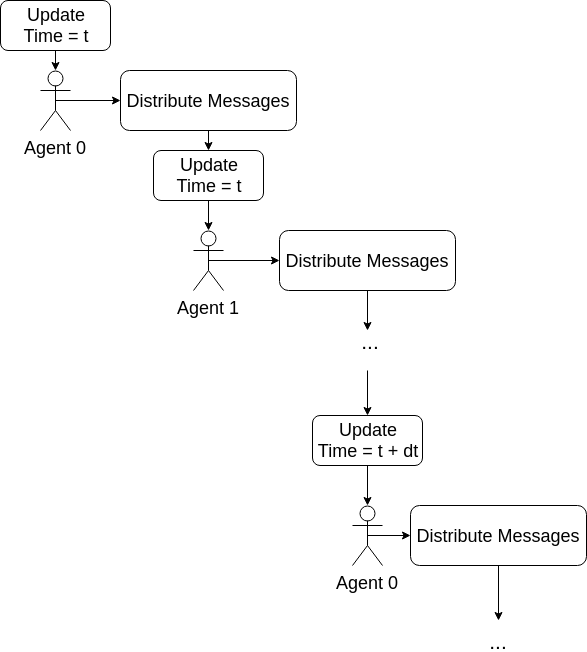 Update
Time = t
Agent 0
Distribute Messages
Update
Time = t
Agent 1
Distribute Messages
...
Update
Time = t + dt
Agent 0
Distribute Messages
...